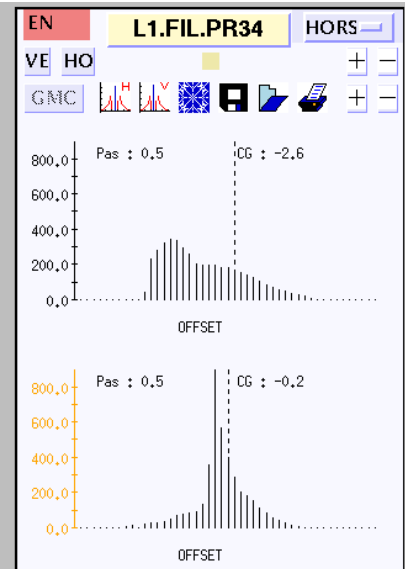 EN L1.FIL.PR34 HORS
VE HO + −
GMC H V + −
Pas : 0.5 CG : -2.6
800.0
600.0
400.0
200.0
0.0
OFFSET
Pas : 0.5 CG : -0.2
800.0
600.0
400.0
200.0
0.0
OFFSET